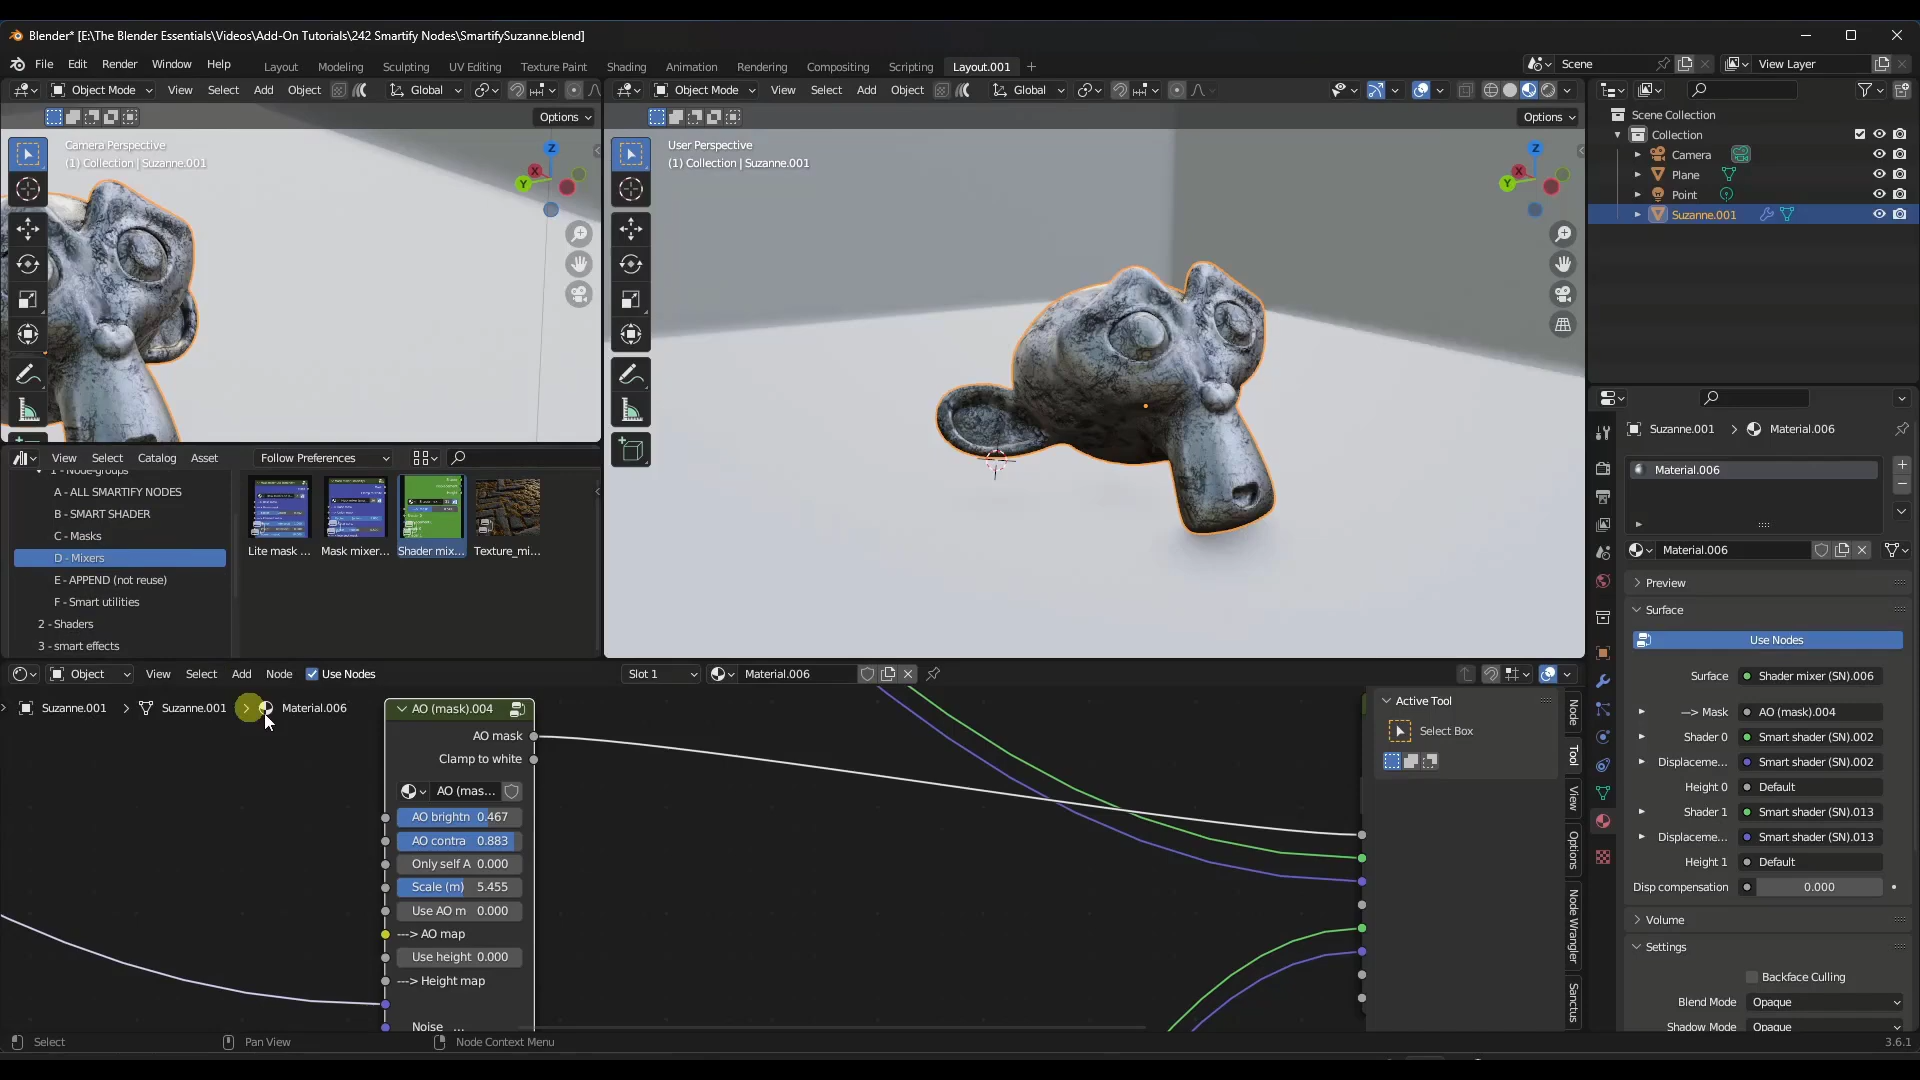 Blender* [E:\The Blender Essentials\Videos\Add-On Tutorials\242 Smartify Nodes\SmartifySuzanne.blend]
File Edit Render Window Help Layout Modeling Sculpting UV Editing Texture Paint Shading Animation Rendering Compositing Geometry Nodes Scripting Layout.001 + Scene View Layer
Object Mode View Select Add Object Global
Options
Camera Perspective
(1) Collection | Suzanne.001
Z
X
Y
Object Mode View Select Add Object Global
Options
User Perspective
(1) Collection | Suzanne.001
Z
X
Y
Scene Collection
Collection
Camera
Plane
Point
Suzanne.001
View Select Catalog Asset Follow Preferences
1 - Node-groups
A - ALL SMARTIFY NODES
B - SMART SHADER
C - Masks
D - Mixers
E - APPEND (not reuse)
F - Smart utilities
2 - Shaders
3 - smart effects
Lite mask ... Mask mixer... Shader mix... Texture_mi...
Suzanne.001 > Material.006
Material.006
Material.006
Preview
Surface
Use Nodes
Surface Shader mixer (SN).006
—> Mask AO (mask).004
Shader 0 Smart shader (SN).002
Displaceme... Smart shader (SN).002
Height 0 Default
Shader 1 Smart shader (SN).013
Displaceme... Smart shader (SN).013
Height 1 Default
Disp compensation 0.000
Volume
Settings
Backface Culling
Blend Mode Opaque
Shadow Mode Opaque
Object View Select Add Node Use Nodes Slot 1 Material.006
Suzanne.001 > Suzanne.001 > Material.006
AO (mask).004
AO mask
Clamp to white
AO (mas...
AO brightn 0.467
AO contra 0.883
Only self A 0.000
Scale (m) 5.455
Use AO m 0.000
---> AO map
Use height 0.000
---> Height map
Noise ...
Active Tool
Select Box
Node
Tool
View
Options
Node Wrangler
Sanctus
Select Pan View Node Context Menu 3.6.1